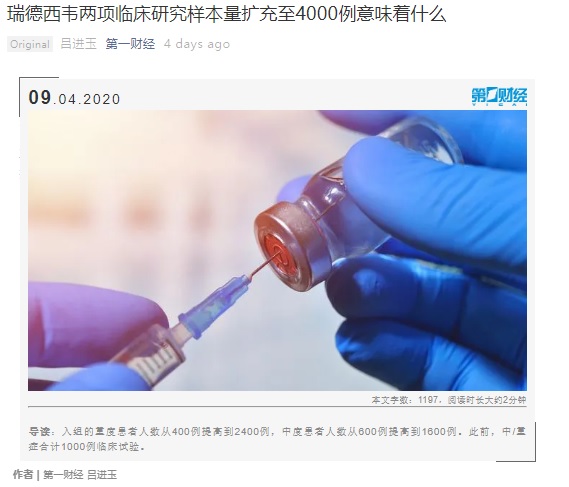 瑞德西韦两项临床研究样本量扩充至4000例意味着什么
Original 吕进玉 第一财经 4 days ago
09.04.2020
第一财经
YICAI
本文字数：1197，阅读时长大约2分钟
导读：入组的重度患者人数从400例提高到2400例，中度患者人数从600例提高到1600例。此前，中/重
症合计1000例临床试验。
作者 | 第一财经 吕进玉